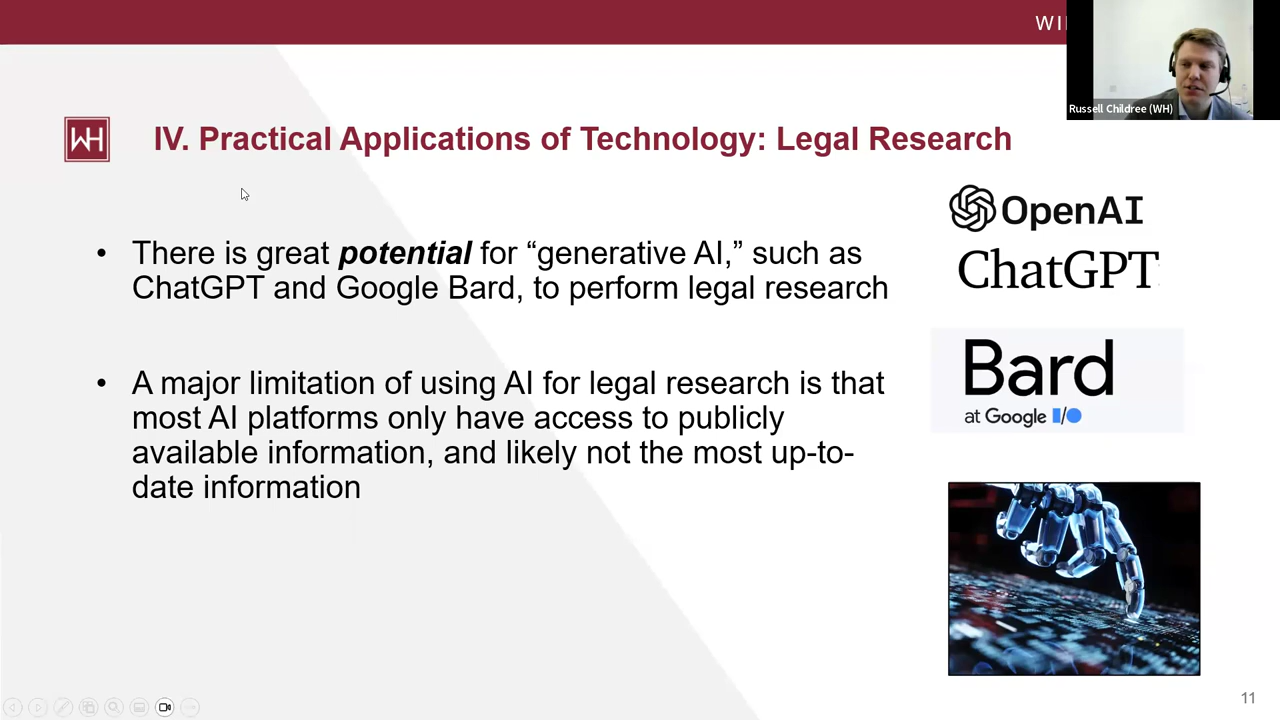 WI
Russell Childree (WH)
WH
IV. Practical Applications of Technology: Legal Research
• There is great potential for “generative AI,” such as
ChatGPT and Google Bard, to perform legal research
• A major limitation of using AI for legal research is that
most AI platforms only have access to publicly
available information, and likely not the most up-to-
date information
OpenAI
ChatGPT
Bard
at Google I/O
11